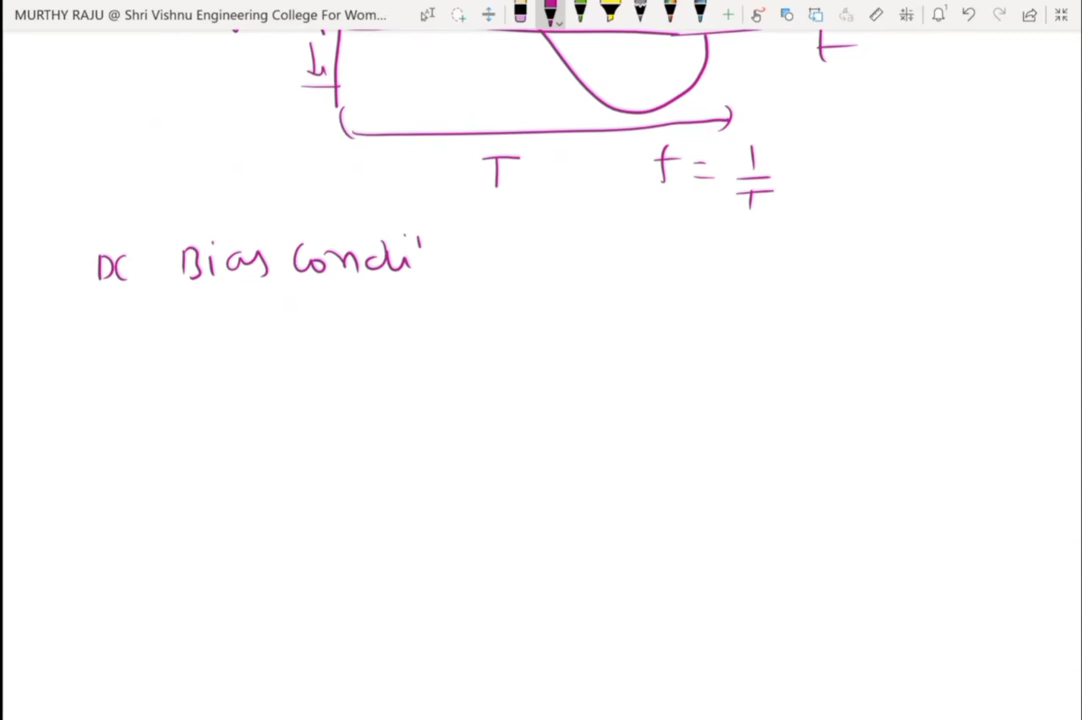 MURTHY RAJU @ Shri Vishnu Engineering College For Wom...
t
T f = 1/T
DC Bias Condi